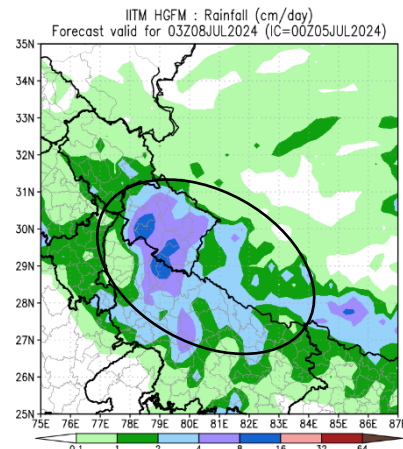 IITM HGFM : Rainfall (cm/day)
Forecast valid for 03Z08JUL2024 (IC=00Z05JUL2024)
35N
34N
33N
32N
31N
30N
29N
28N
27N
26N
25N
75E 76E 77E 78E 79E 80E 81E 82E 83E 84E 85E 86E 87E
0.1 1 2 4 8 16 32 64